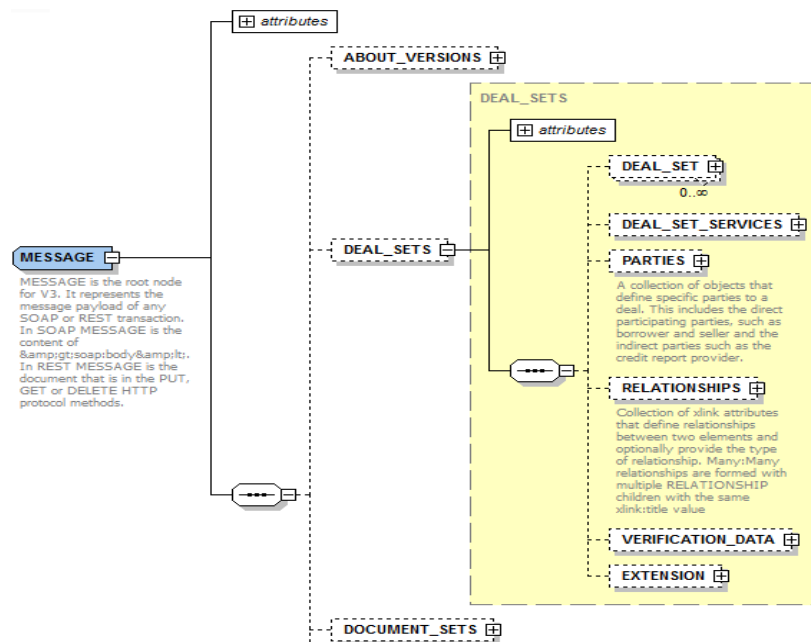 attributes
ABOUT_VERSIONS
DEAL_SETS
attributes
DEAL_SET
0..∞
DEAL_SET_SERVICES
DEAL_SETS
MESSAGE
PARTIES
MESSAGE is the root node
for V3. It represents the
message payload of any
SOAP or REST transaction.
In SOAP MESSAGE is the
content of
&amp;gt;soap:body&amp;lt;.
In REST MESSAGE is the
document that is in the PUT,
GET or DELETE HTTP
protocol methods.
A collection of objects that
define specific parties to a
deal. This includes the direct
participating parties, such as
borrower and seller and the
indirect parties such as the
credit report provider.
RELATIONSHIPS
Collection of xlink attributes
that define relationships
between two elements and
optionally provide the type
of relationship. Many:Many
relationships are formed with
multiple RELATIONSHIP
children with the same
xlink:title value
VERIFICATION_DATA
EXTENSION
DOCUMENT_SETS